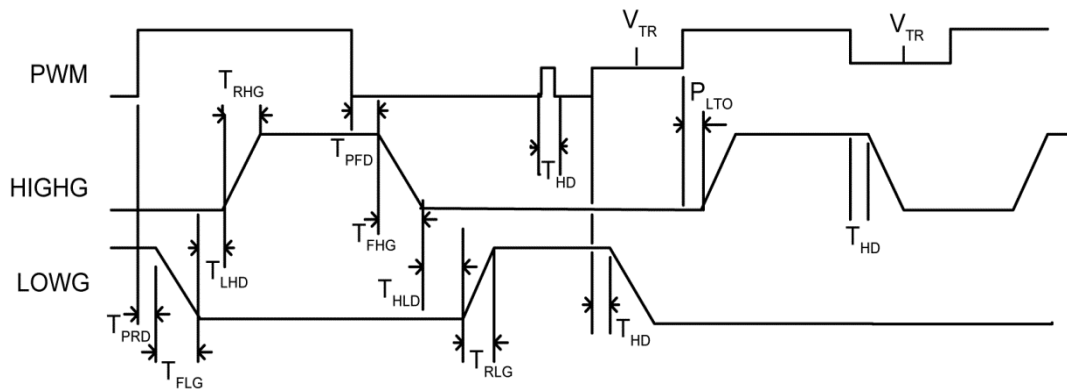 V_TR
V_TR
PWM
T_RHG
P_LTO
T_PFD
T_HD
HIGHG
T_FHG
T_HD
T_LHD
LOWG
T_HLD
T_PRD
T_HD
T_FLG
T_RLG